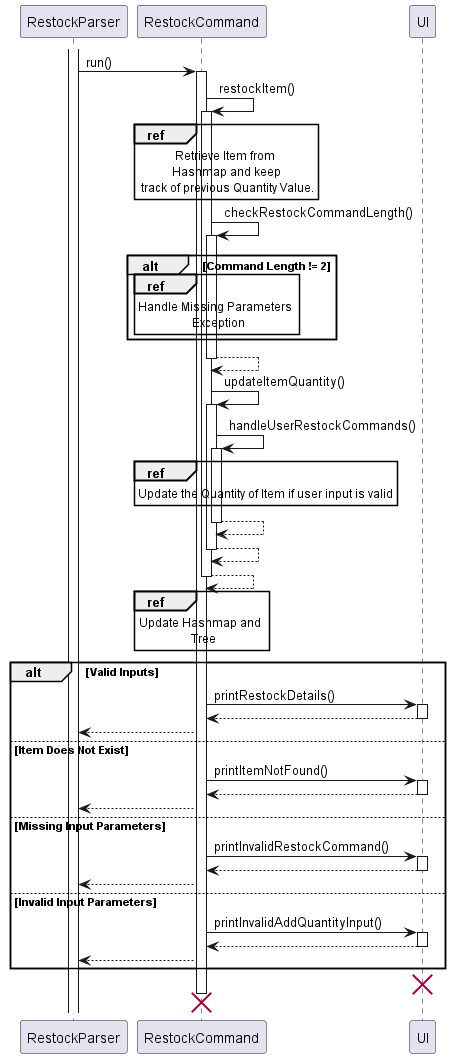 RestockParser RestockCommand UI
run()
restockItem()
ref
Retrieve Item from
Hashmap and keep
track of previous Quantity Value.
checkRestockCommandLength()
alt [Command Length != 2]
ref
Handle Missing Parameters
Exception
updateItemQuantity()
handleUserRestockCommands()
ref
Update the Quantity of Item if user input is valid
ref
Update Hashmap and
Tree
alt [Valid Inputs]
printRestockDetails()
[Item Does Not Exist]
printItemNotFound()
[Missing Input Parameters]
printInvalidRestockCommand()
[Invalid Input Parameters]
printInvalidAddQuantityInput()
RestockParser RestockCommand UI